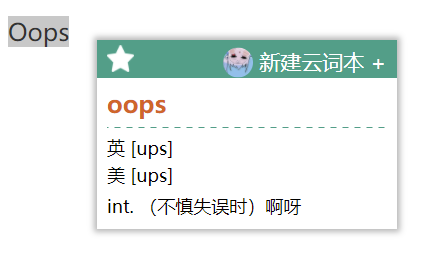 Oops
新建云词本 +
oops
英 [ups]
美 [ups]
int. （不慎失误时）啊呀